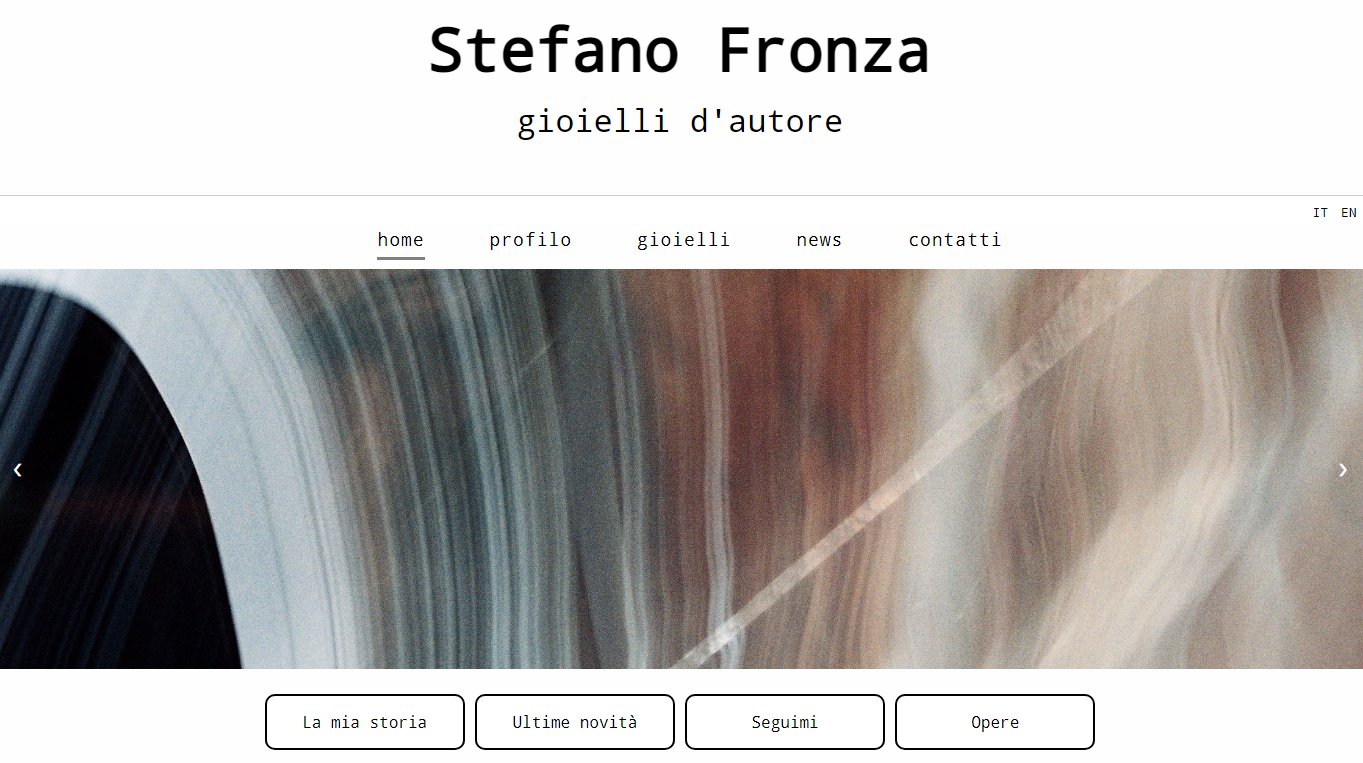 Stefano Fronza
gioielli d'autore
IT EN
home profilo gioielli news contatti
‹ ›
La mia storia Ultime novità Seguimi Opere